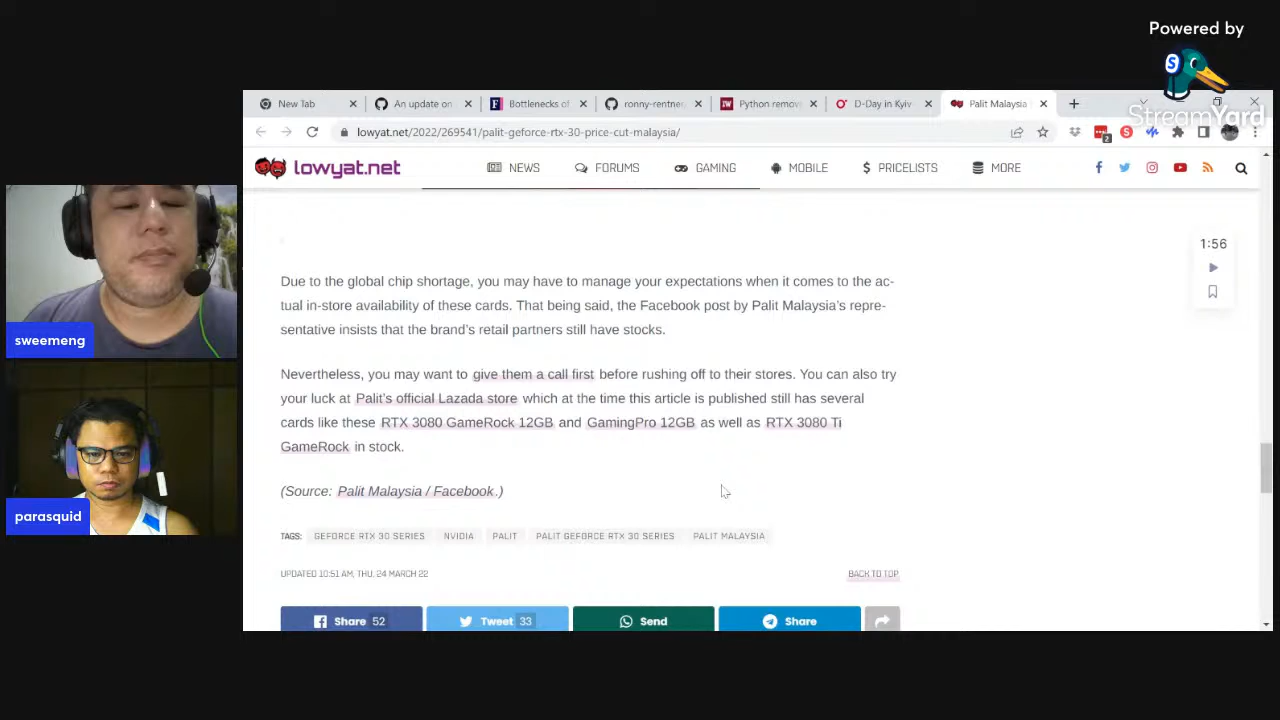 Powered by
S
StreamYard
New Tab
An update on
Bottlenecks of
ronny-rentner
Python remov
D-Day in Kyiv
Palit Malaysia
lowyat.net/2022/269541/palit-geforce-rtx-30-price-cut-malaysia/
2
lowyat.net
NEWS
FORUMS
GAMING
MOBILE
$ PRICELISTS
MORE
1:56
Due to the global chip shortage, you may have to manage your expectations when it comes to the ac-
tual in-store availability of these cards. That being said, the Facebook post by Palit Malaysia's repre-
sentative insists that the brand's retail partners still have stocks.
Nevertheless, you may want to give them a call first before rushing off to their stores. You can also try
your luck at Palit's official Lazada store which at the time this article is published still has several
cards like these RTX 3080 GameRock 12GB and GamingPro 12GB as well as RTX 3080 Ti
GameRock in stock.
(Source: Palit Malaysia / Facebook.)
TAGS: GEFORCE RTX 30 SERIES NVIDIA PALIT PALIT GEFORCE RTX 30 SERIES PALIT MALAYSIA
UPDATED 10:51 AM, THU, 24 MARCH 22
BACK TO TOP
Share 52
Tweet 33
Send
Share
sweemeng
parasquid